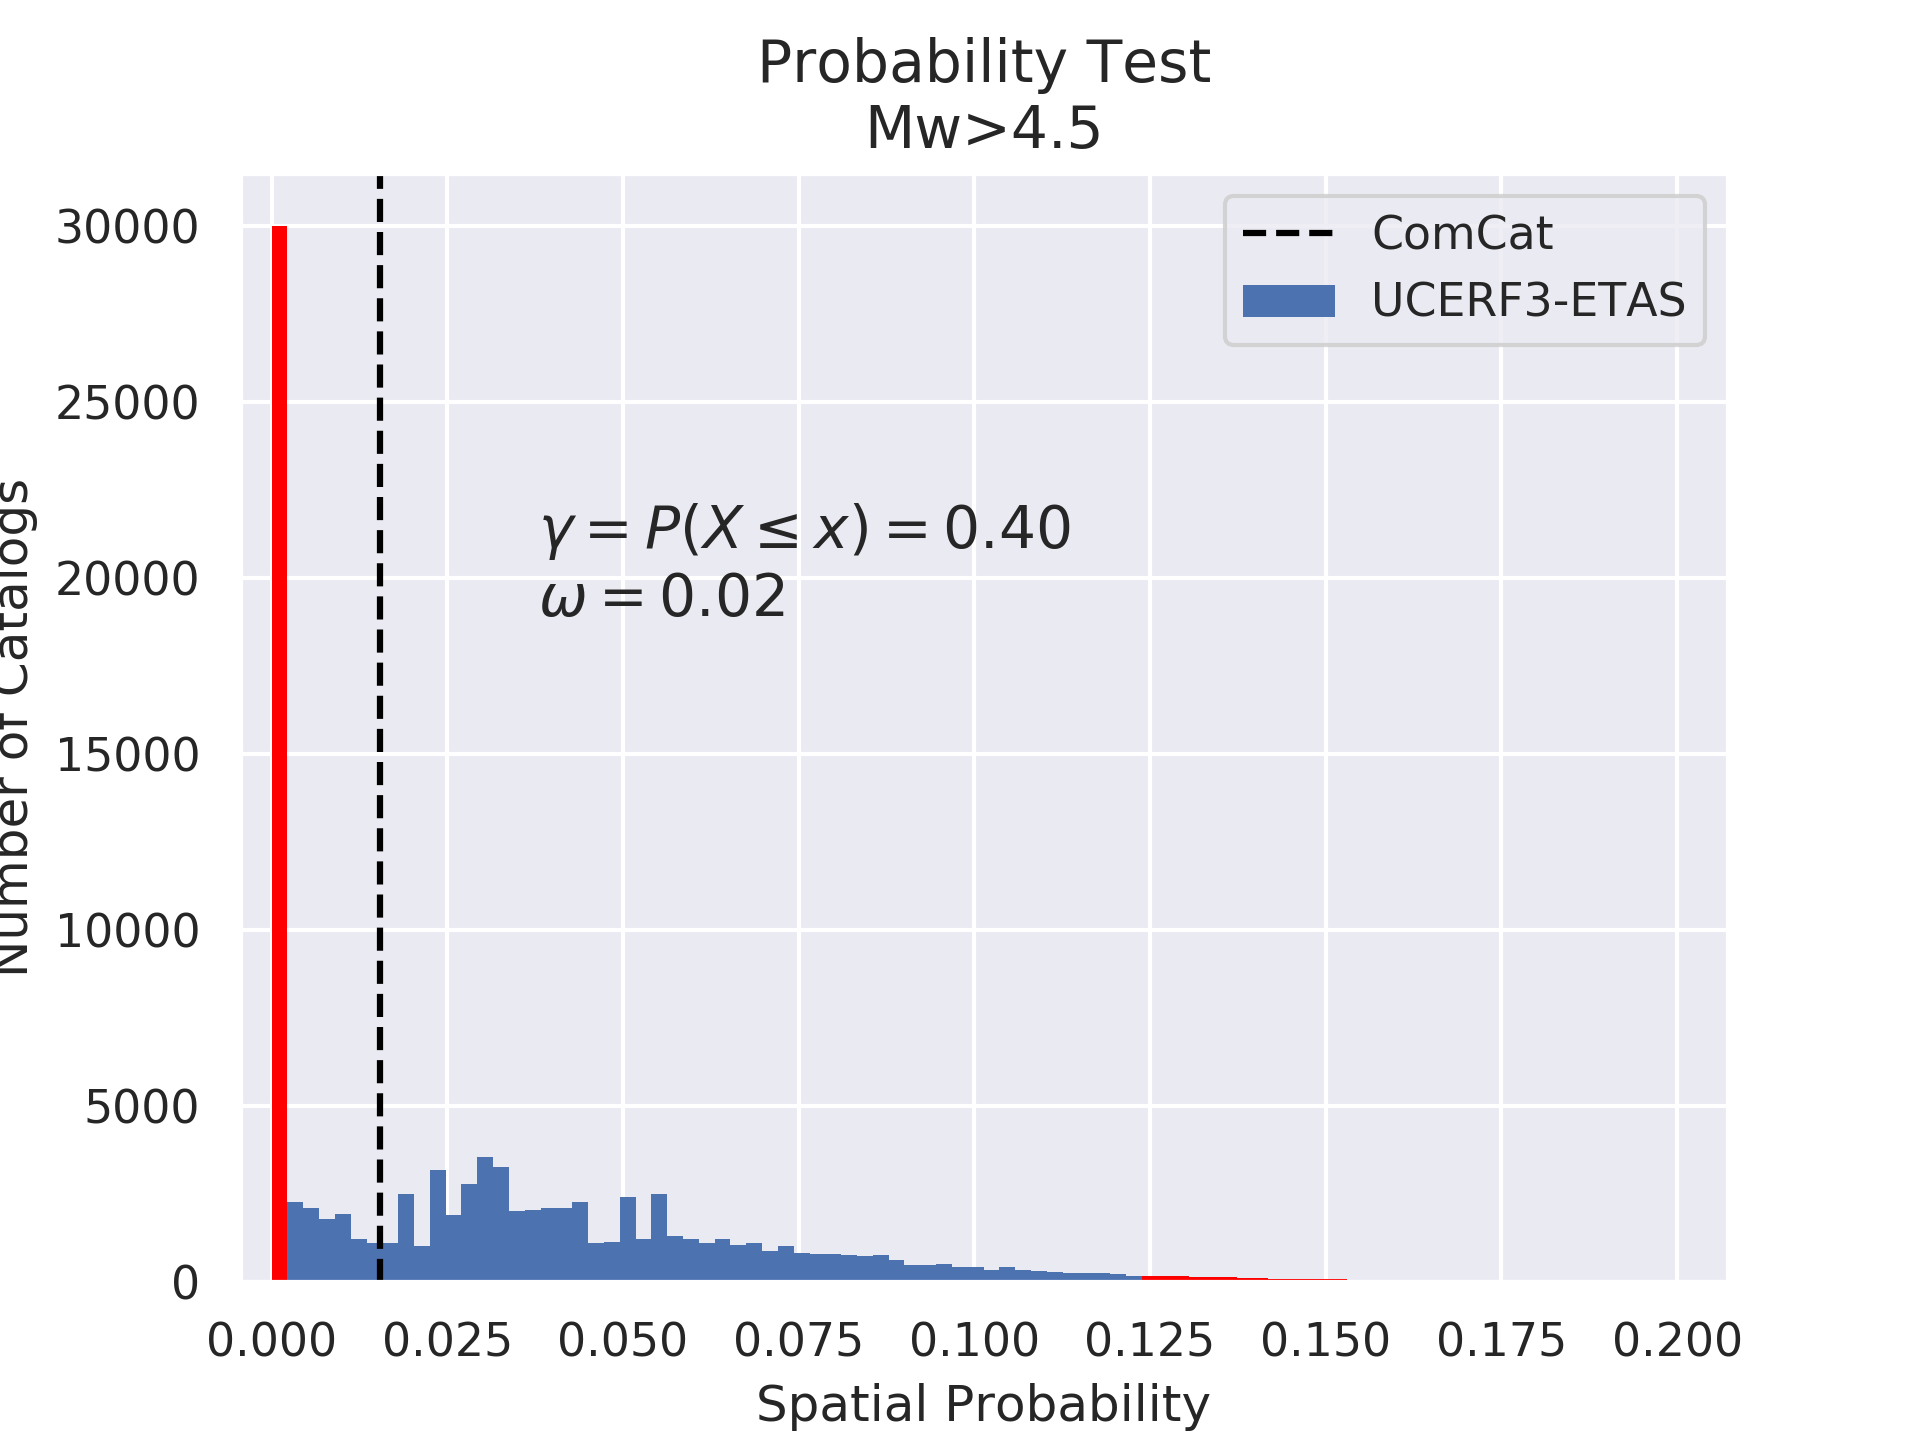 Probability Test
Mw>4.5
30000
25000
20000
15000
10000
5000
0
Number of Catalogs
ComCat
UCERF3-ETAS
γ = P(X ≤ x) = 0.40
ω = 0.02
0.000 0.025 0.050 0.075 0.100 0.125 0.150 0.175 0.200
Spatial Probability